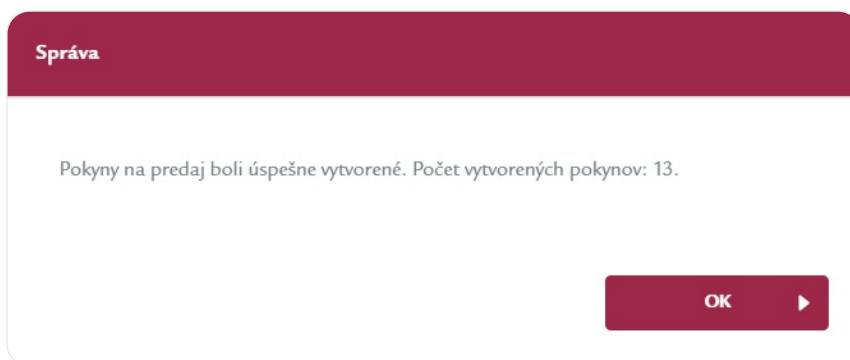 Správa
Pokyny na predaj boli úspešne vytvorené. Počet vytvorených pokynov: 13.
OK